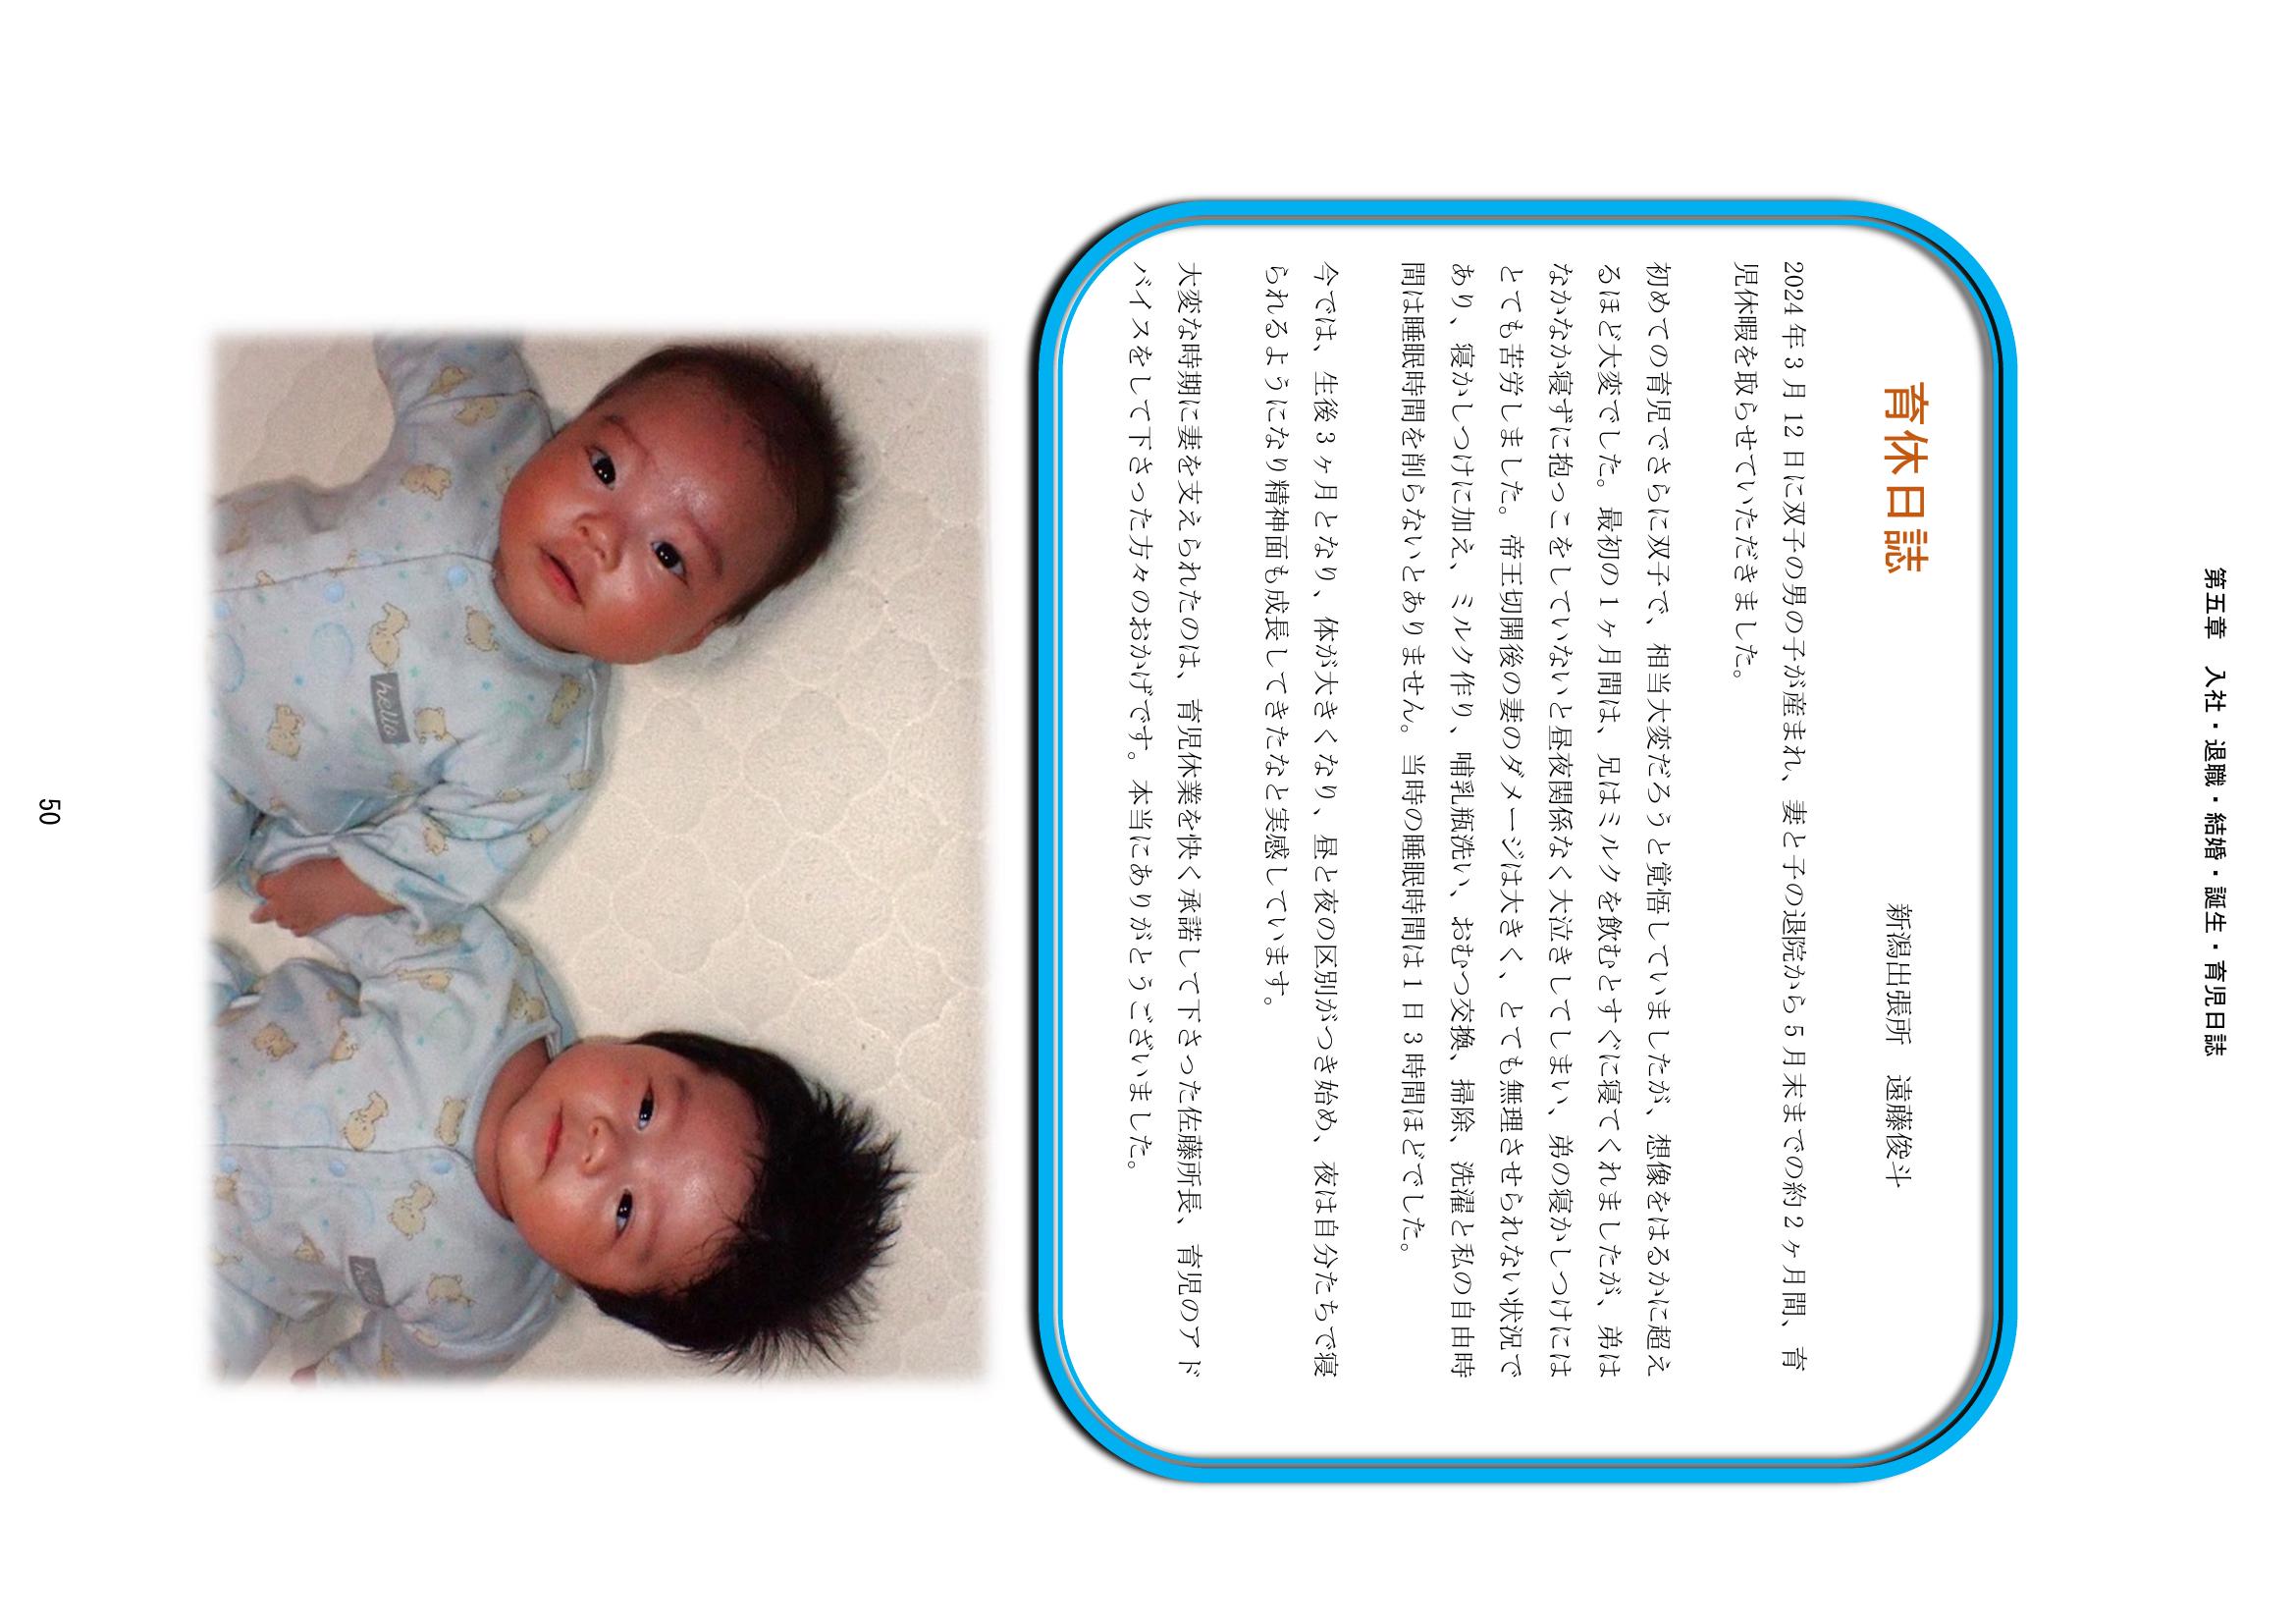 第五章　入社・退職・結婚・誕生・育児日誌
育休日誌
新潟出張所　遠藤俊斗
2024年3月12日に双子の男の子が産まれ、妻と子の退院から5月末までの約2ヶ月間、育
児休暇を取らせていただきました。
初めての育児でさらに双子で、相当大変だろうと覚悟していましたが、想像をはるかに超え
るほど大変でした。最初の1ヶ月間は、兄はミルクを飲むとすぐに寝てくれましたが、弟は
なかなか寝ずに抱っこをしていないと昼夜関係なく大泣きしてしまい、弟の寝かしつけには
とても苦労しました。帝王切開後の妻のダメージは大きく、とても無理させられない状況で
あり、寝かしつけに加え、ミルク作り、哺乳瓶洗い、おむつ交換、掃除、洗濯と私の自由時
間は睡眠時間を削らないとありません。当時の睡眠時間は1日3時間ほどでした。
今では、生後3ヶ月となり、体が大きくなり、昼と夜の区別がつき始め、夜は自分たちで寝
られるようになり精神面も成長してきたなと実感しています。
大変な時期に妻を支えられたのは、育児休業を快く承諾して下さった佐藤所長、育児のアド
バイスをして下さった方々のおかげです。本当にありがとうございました。
hello
50